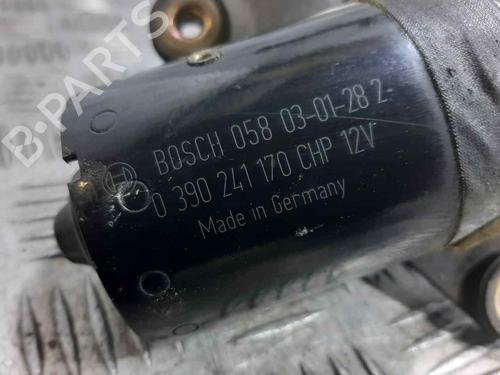 BOSCH 058 03-01-28 2-
0 390 241 170 CHP 12V
Made in Germany
B-Parts